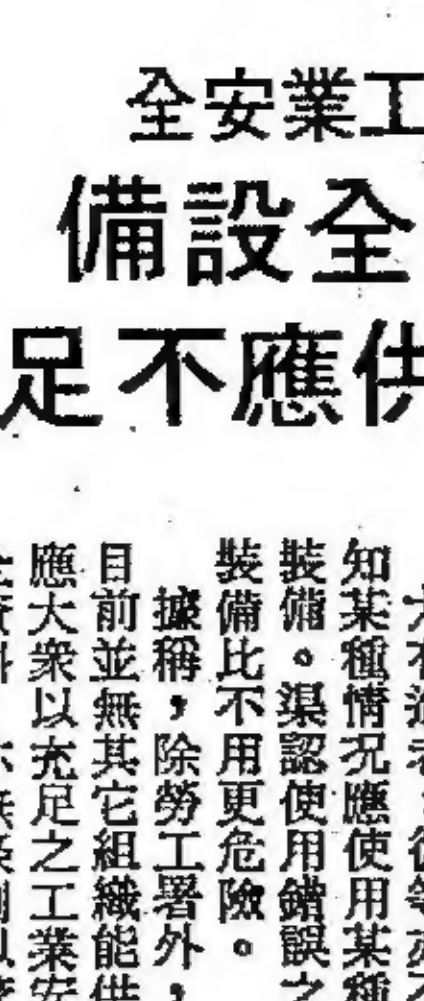 工業安全
全設備
供應不足
知某種情況應使用某種
裝備。渠認使用錯誤之
裝備比不用更危險。
據稱，除勞工署外，
目前並無其它組織能供
應大衆以充足之工業安